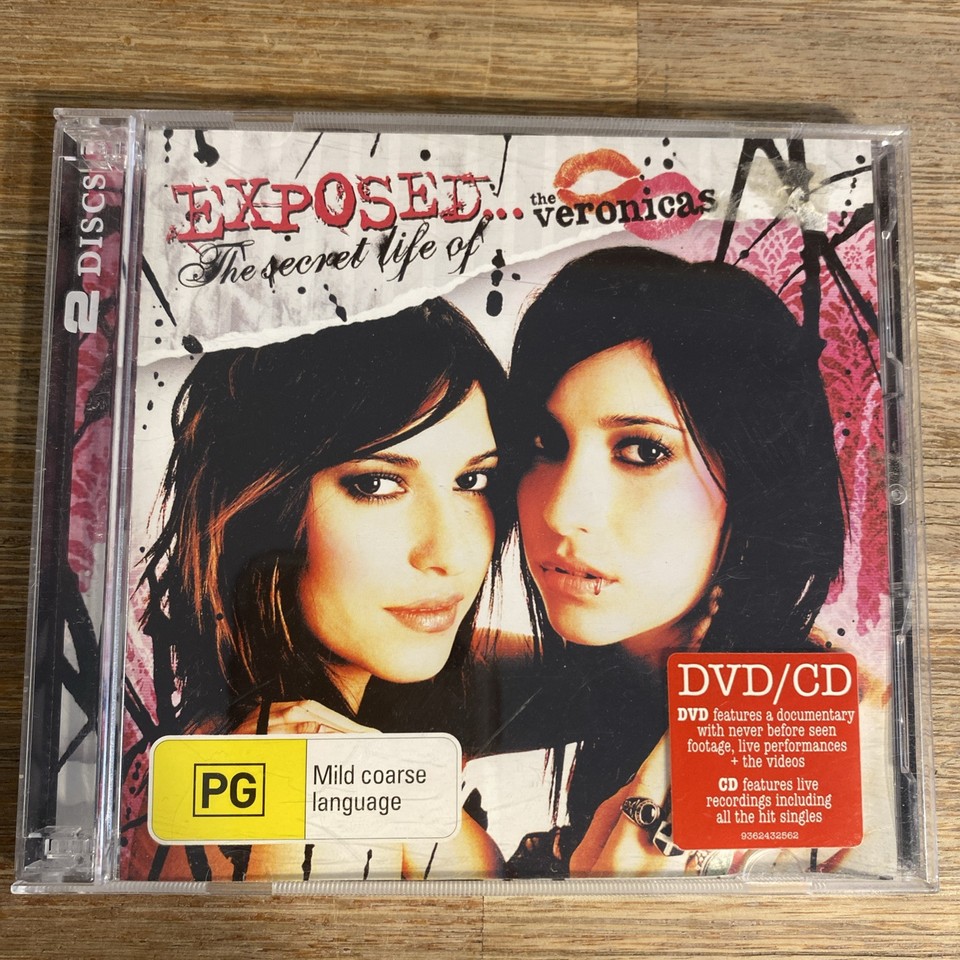 2 DISCS
EXPOSED...
the
veronicas
The secret life of
PG
Mild coarse
language
DVD/CD
DVD features a documentary
with never before seen
footage, live performances
+ the videos
CD features live
recordings including
all the hit singles
9362432562